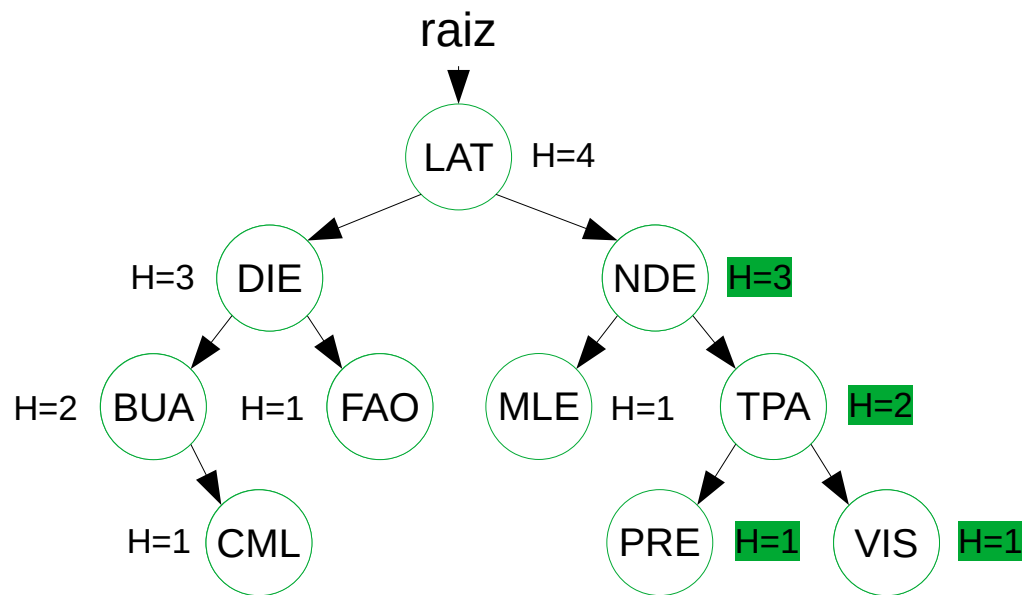 raiz
LAT H=4
H=3 DIE NDE H=3
H=2 BUA H=1 FAO MLE H=1 TPA H=2
H=1 CML PRE H=1 VIS H=1